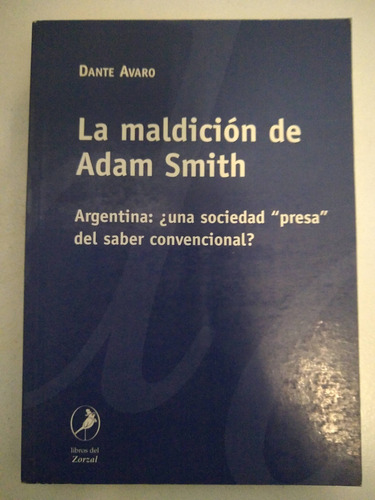 DANTE AVARO
La maldición de
Adam Smith
Argentina: ¿una sociedad “presa”
del saber convencional?
libros del
Zorzal